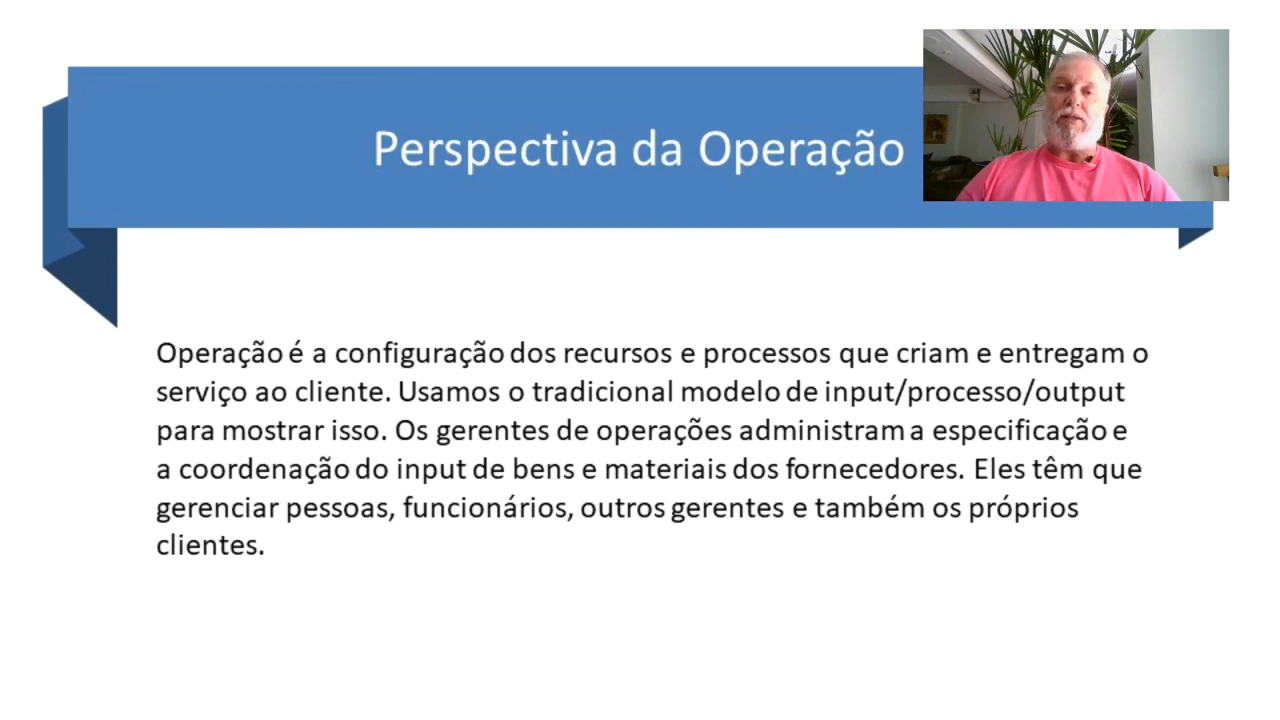 Perspectiva da Operação
Operação é a configuração dos recursos e processos que criam e entregam o
serviço ao cliente. Usamos o tradicional modelo de input/processo/output
para mostrar isso. Os gerentes de operações administram a especificação e
a coordenação do input de bens e materiais dos fornecedores. Eles têm que
gerenciar pessoas, funcionários, outros gerentes e também os próprios
clientes.